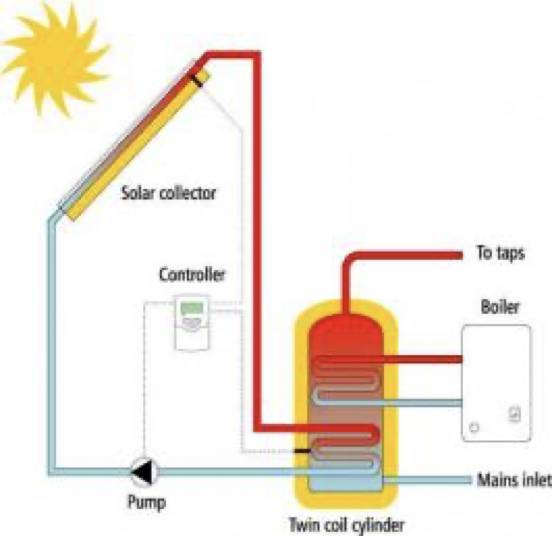 Solar collector
To taps
Controller
Boiler
Mains inlet
Pump
Twin coil cylinder